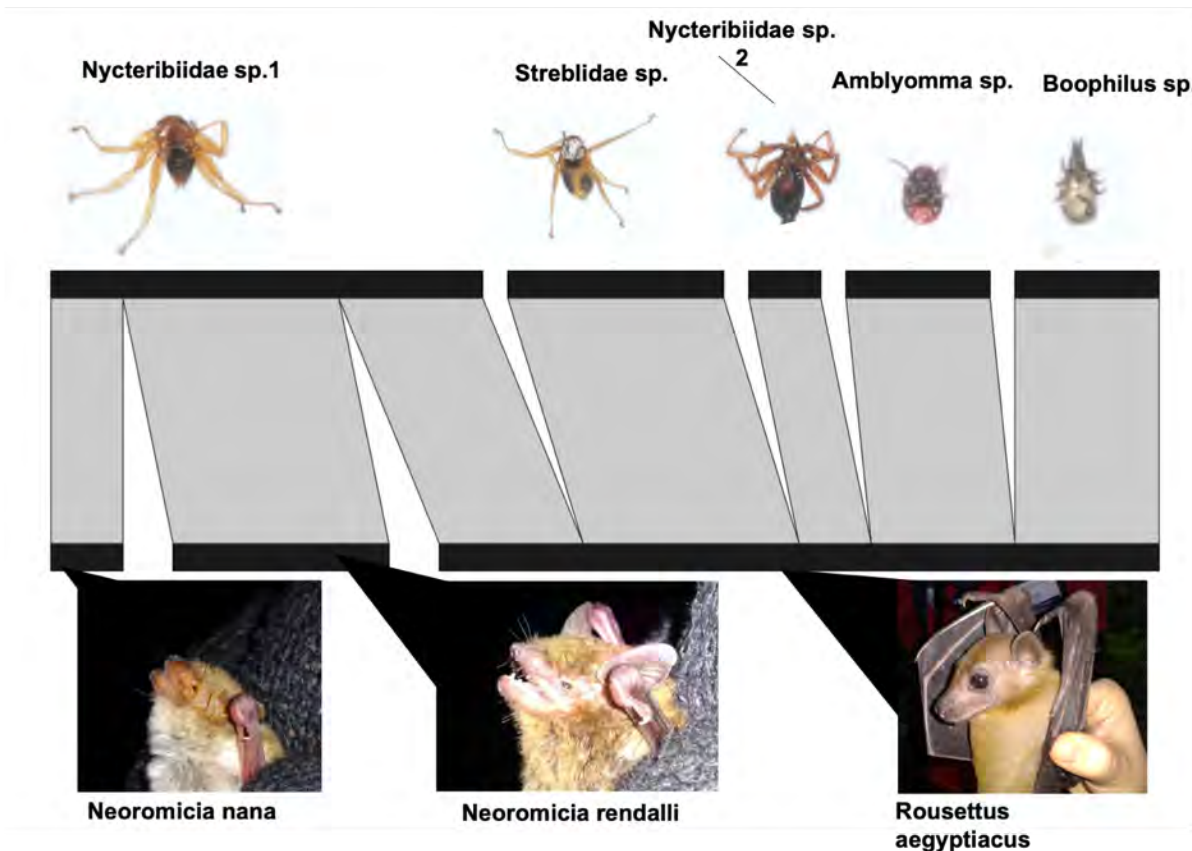 Nycteribiidae sp.1
Streblidae sp.
Nycteribiidae sp.
2
Amblyomma sp.
Boophilus sp.
Neoromicia nana
Neoromicia rendalli
Rousettus
aegyptiacus